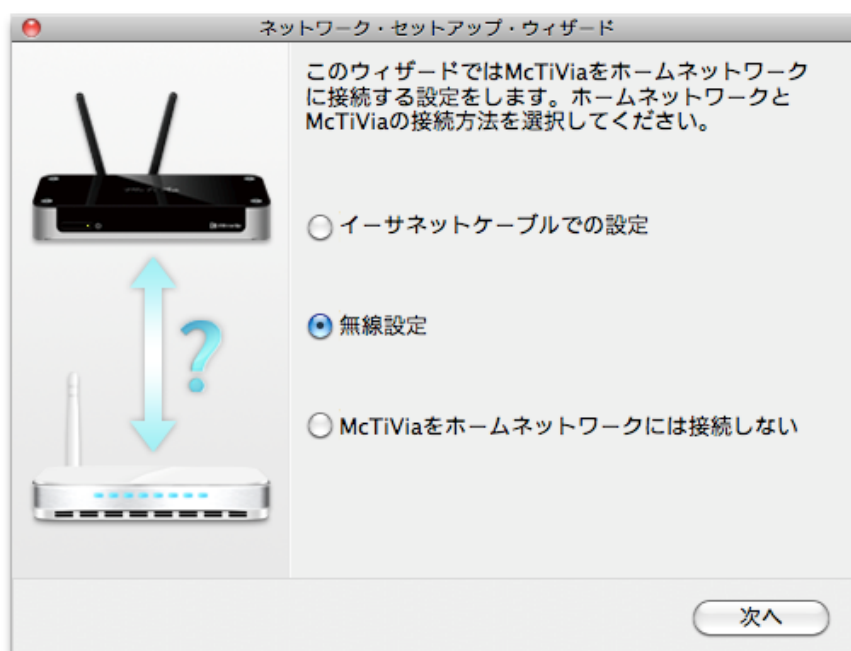 ネットワーク・セットアップ・ウィザード
このウィザードではMcTiViaをホームネットワーク
に接続する設定をします。ホームネットワークと
McTiViaの接続方法を選択してください。
イーサネットケーブルでの設定
無線設定
McTiViaをホームネットワークには接続しない
次へ